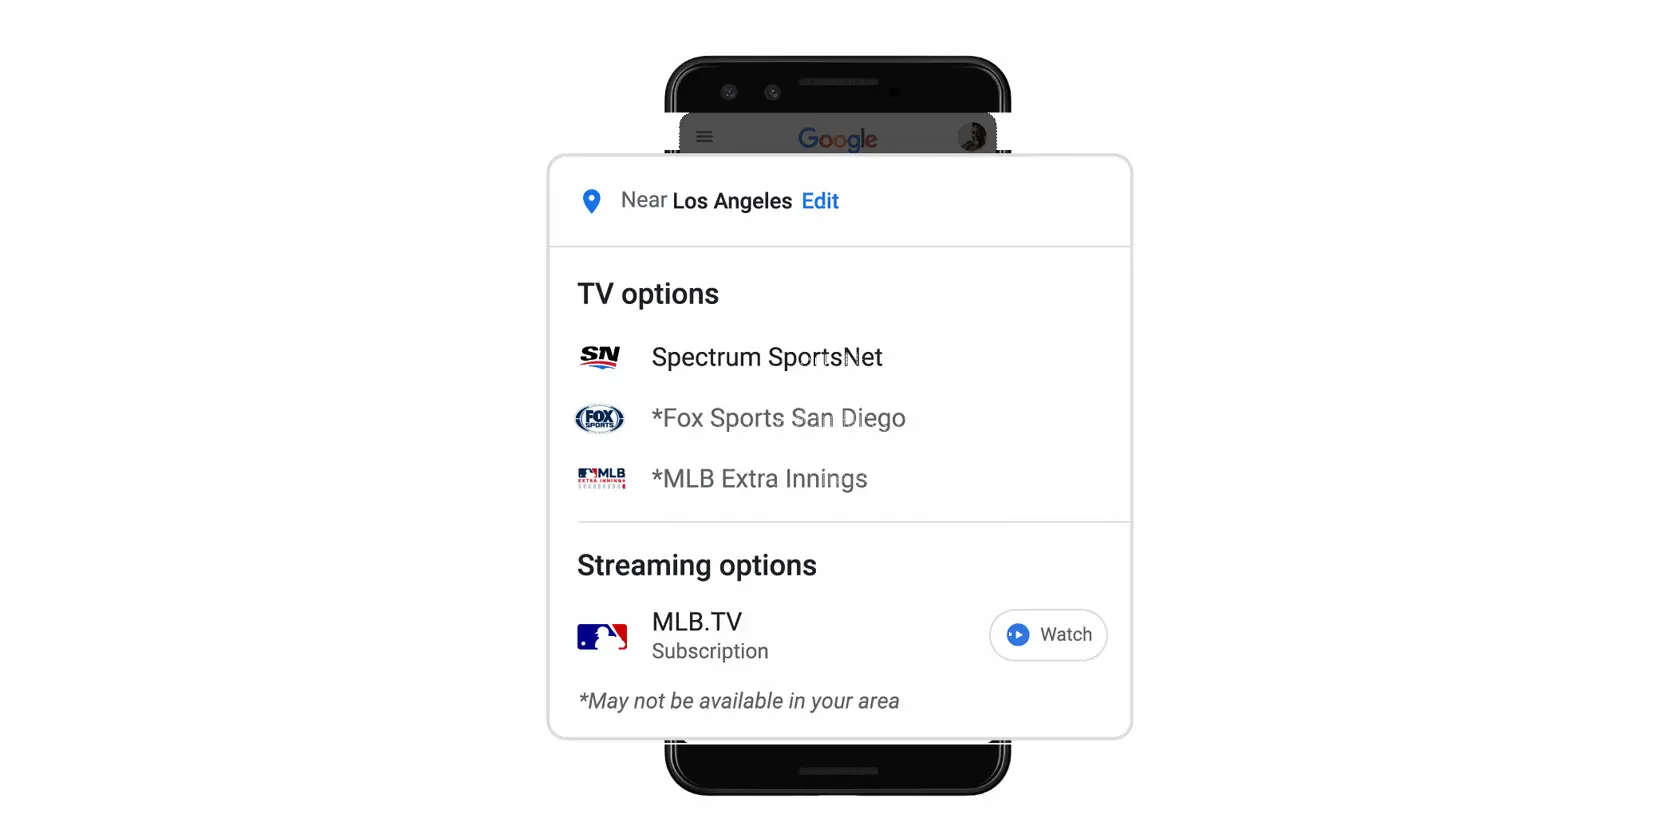 Google
Near Los Angeles Edit
TV options
SN Spectrum SportsNet
FOX SPORTS *Fox Sports San Diego
MLB EXTRA INNINGS *MLB Extra Innings
Streaming options
MLB.TV
Subscription
Watch
*May not be available in your area